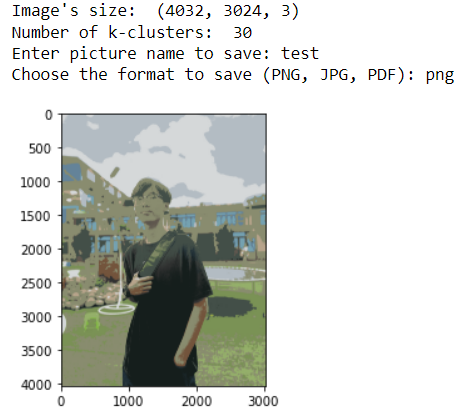 Image's size:  (4032, 3024, 3)
Number of k-clusters:  30
Enter picture name to save: test
Choose the format to save (PNG, JPG, PDF): png
0
500
1000
1500
2000
2500
3000
3500
4000
0 1000 2000 3000